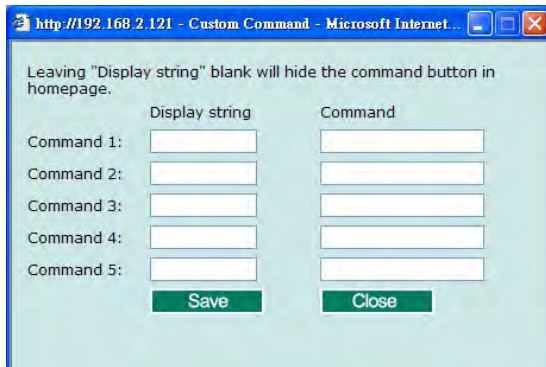 http://192.168.2.121 - Custom Command - Microsoft Internet...
Leaving "Display string" blank will hide the command button in
homepage.
Display string Command
Command 1:
Command 2:
Command 3:
Command 4:
Command 5:
Save Close